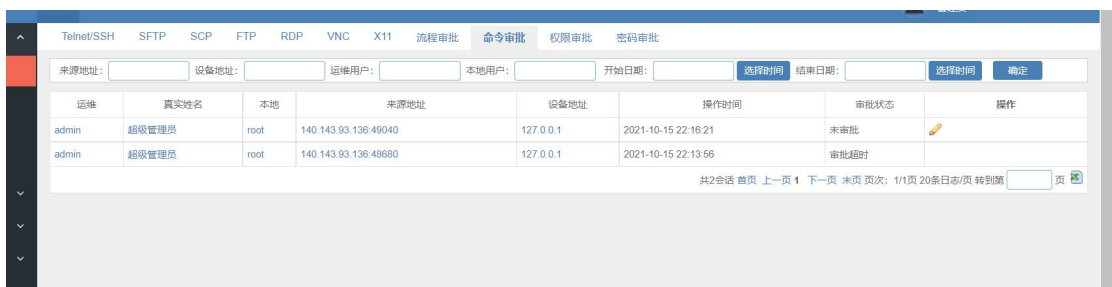 Telnet/SSH SFTP SCP FTP RDP VNC X11 流程审批 命令审批 权限审批 密码审批
来源地址: 设备地址: 运维用户: 本地用户: 开始日期: 选择时间 结束日期: 选择时间 确定
运维 真实姓名 本地 来源地址 设备地址 操作时间 审批状态 操作
admin 超级管理员 root 140.143.93.136:49040 127.0.0.1 2021-10-15 22:16:21 未审批
admin 超级管理员 root 140.143.93.136:48680 127.0.0.1 2021-10-15 22:13:56 审批超时
共2会话 首页 上一页 1 下一页 末页 页次: 1/1页 20条日志/页 转到第 页